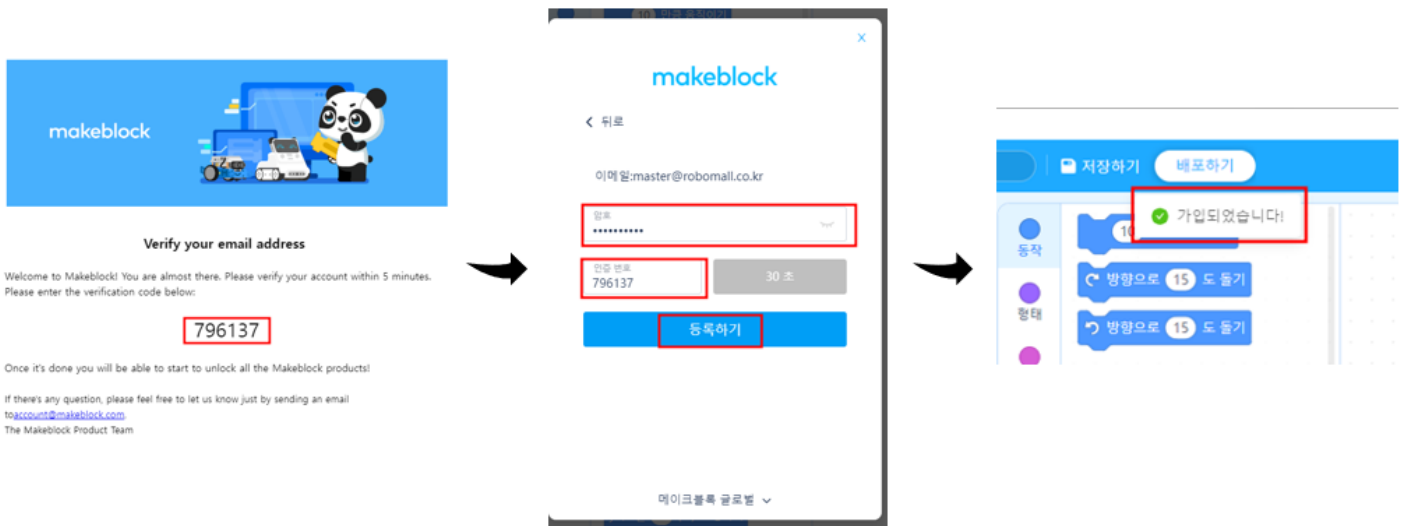 makeblock
Verify your email address
Welcome to Makeblock! You are almost there. Please verify your account within 5 minutes.
Please enter the verification code below:
796137
Once it's done you will be able to start to unlock all the Makeblock products!
If there's any question, please feel free to let us know just by sending an email
toaccount@makeblock.com.
The Makeblock Product Team
10
makeblock
뒤로
이메일:master@robomall.co.kr
암호
••••••••••
인증 번호
796137
30 초
등록하기
메이크블록 글로벌
저장하기
배포하기
가입되었습니다!
동작
10
방향으로 15 도 돌기
형태
방향으로 15 도 돌기